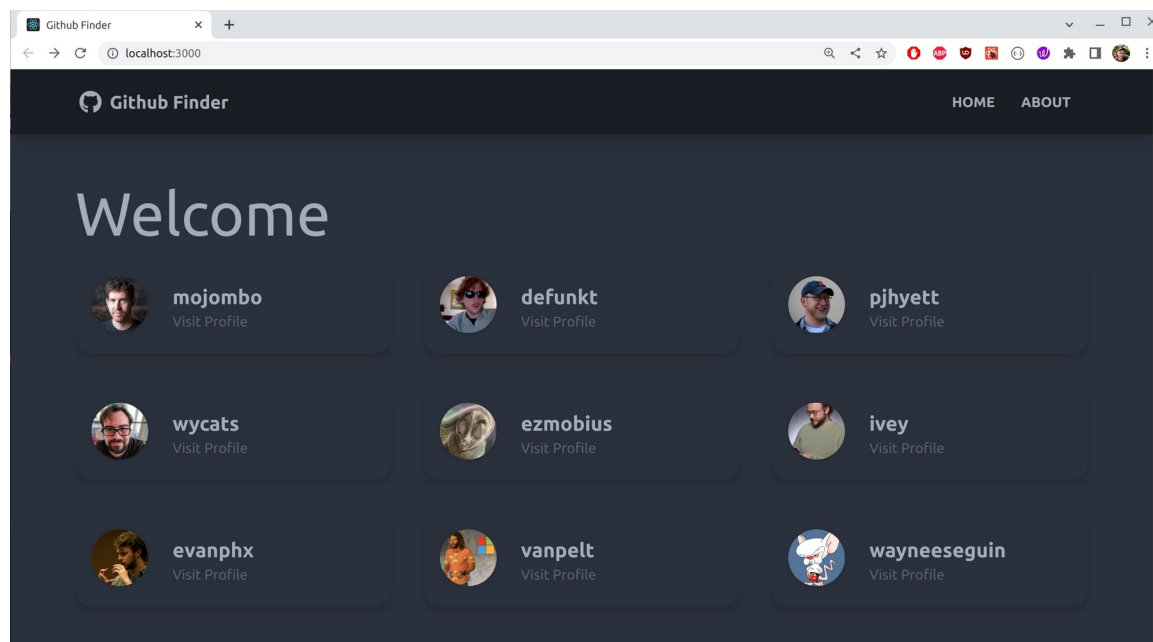 Github Finder
localhost:3000
ABP
Github Finder HOME ABOUT
Welcome
mojombo defunkt pjhyett
Visit Profile Visit Profile Visit Profile
wycats ezmobius ivey
Visit Profile Visit Profile Visit Profile
evanphx vanpelt wayneeseguin
Visit Profile Visit Profile Visit Profile